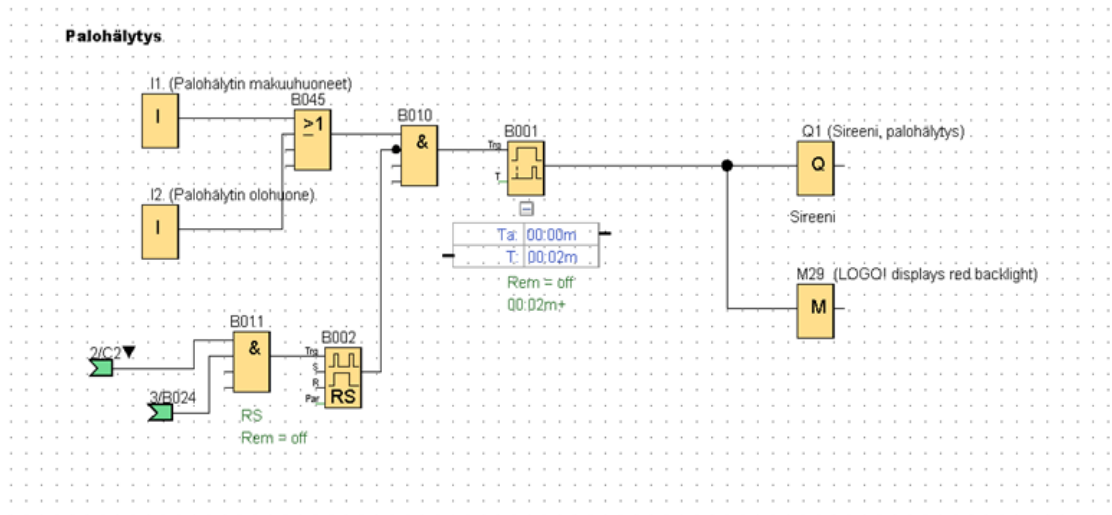 Palohälytys
I1. (Palohälytin makuuhuoneet)
B045
I
≥1
B010
&
B001
Trg
T
Q1 (Sireeni, palohälytys)
Q
Sireeni
I2. (Palohälytin olohuone).
I
Ta: 00:00m
T: 00:02m
Rem = off
00:02m+
M29 (LOGO! displays red backlight)
M
B011
&
B002
Trg
S
R
Par
RS
2/C2▼
3/B024
RS
Rem = off